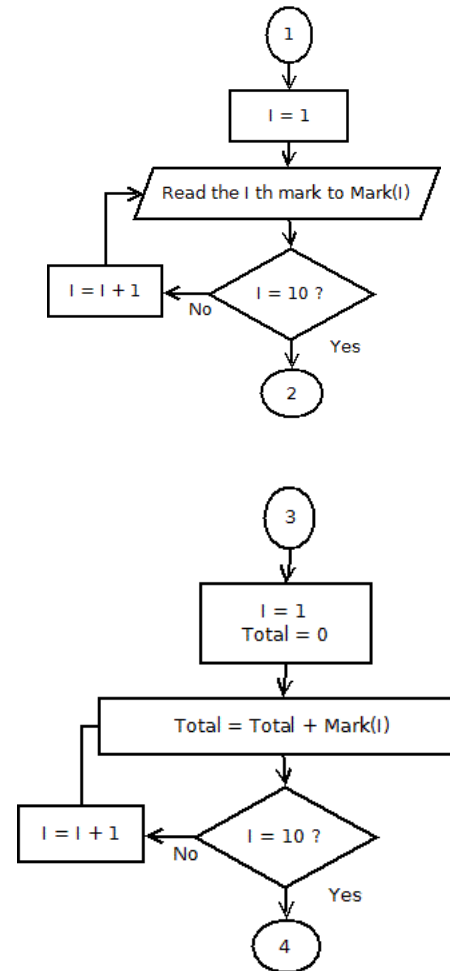 1
I = 1
Read the I th mark to Mark(I)
I = I + 1
I = 10 ?
No
Yes
2
3
I = 1
Total = 0
Total = Total + Mark(I)
I = I + 1
I = 10 ?
No
Yes
4